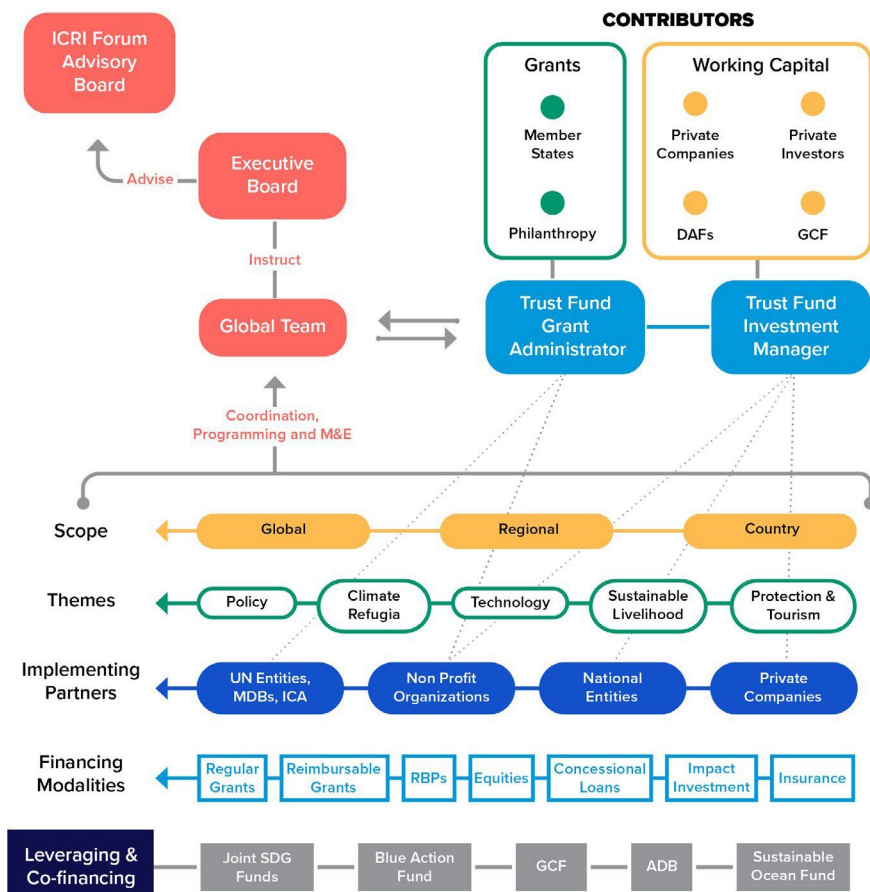 CONTRIBUTORS
ICRI Forum
Advisory
Board
Grants
Member
States
Philanthropy
Working Capital
Private
Companies
Private
Investors
DAFs
GCF
Executive
Board
Advise
Instruct
Global Team
Trust Fund
Grant
Administrator
Trust Fund
Investment
Manager
Coordination,
Programming and M&E
Scope
Global
Regional
Country
Themes
Policy
Climate
Refugia
Technology
Sustainable
Livelihood
Protection &
Tourism
Implementing
Partners
UN Entities,
MDBs, ICA
Non Profit
Organizations
National
Entities
Private
Companies
Financing
Modalities
Regular
Grants
Reimbursable
Grants
RBPs
Equities
Concessional
Loans
Impact
Investment
Insurance
Leveraging &
Co-financing
Joint SDG
Funds
Blue Action
Fund
GCF
ADB
Sustainable
Ocean Fund